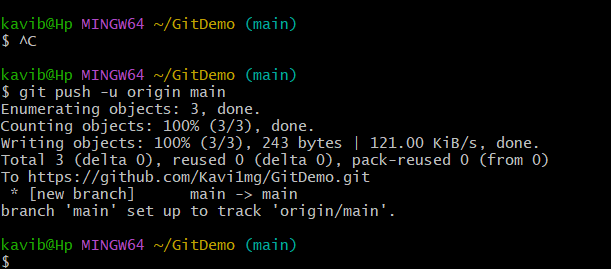 kavib@Hp MINGW64 ~/GitDemo (main)
$ ^C
kavib@Hp MINGW64 ~/GitDemo (main)
$ git push -u origin main
Enumerating objects: 3, done.
Counting objects: 100% (3/3), done.
Writing objects: 100% (3/3), 243 bytes | 121.00 KiB/s, done.
Total 3 (delta 0), reused 0 (delta 0), pack-reused 0 (from 0)
To https://github.com/Kavi1mg/GitDemo.git
 * [new branch]      main -> main
branch 'main' set up to track 'origin/main'.
kavib@Hp MINGW64 ~/GitDemo (main)
$